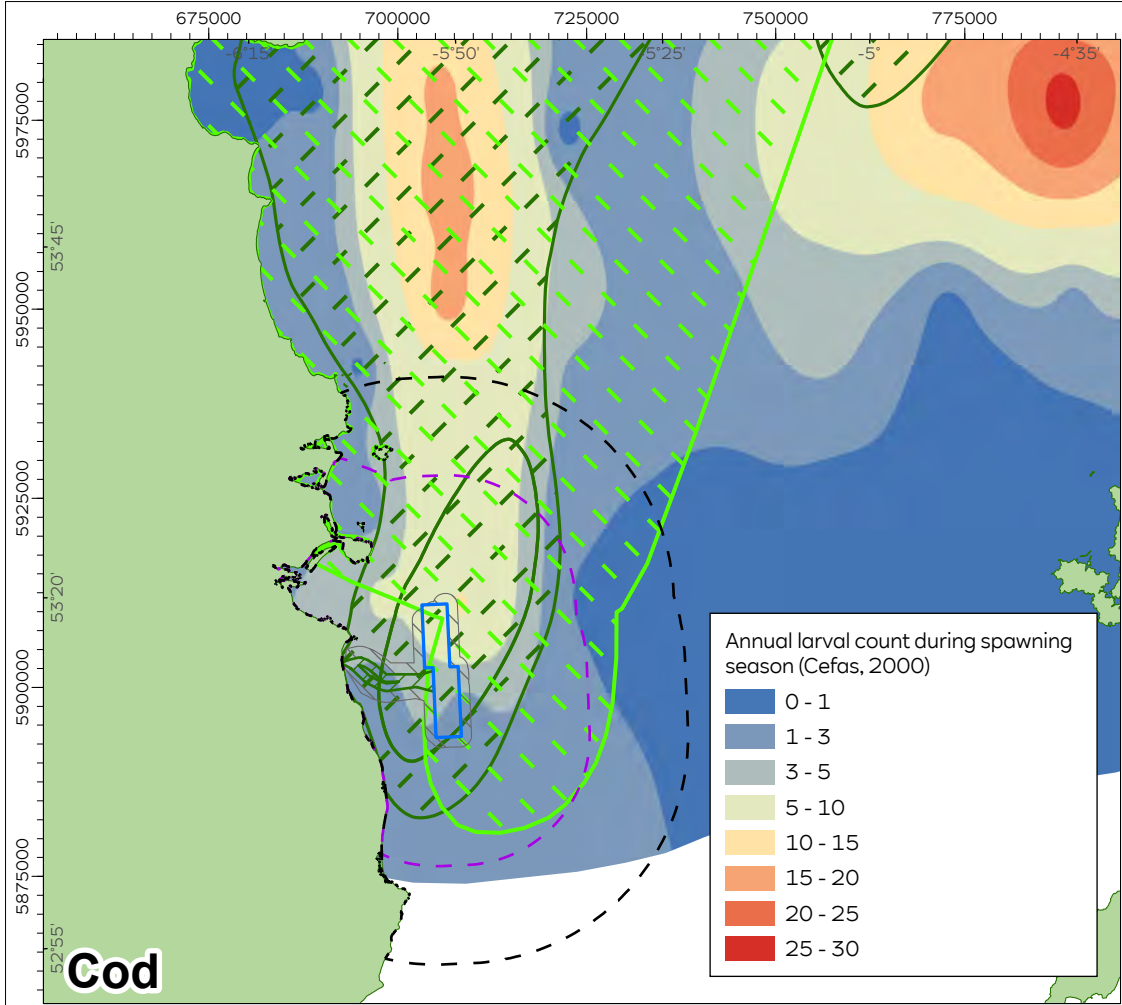 675000 700000 725000 750000 775000
-6°15' -5°50' -5°25' -5° -4°35'
5975000
53°45'
5950000
5925000
53°20'
5900000
5875000
52°55'
Annual larval count during spawning
season (Cefas, 2000)
0 - 1
1 - 3
3 - 5
5 - 10
10 - 15
15 - 20
20 - 25
25 - 30
Cod